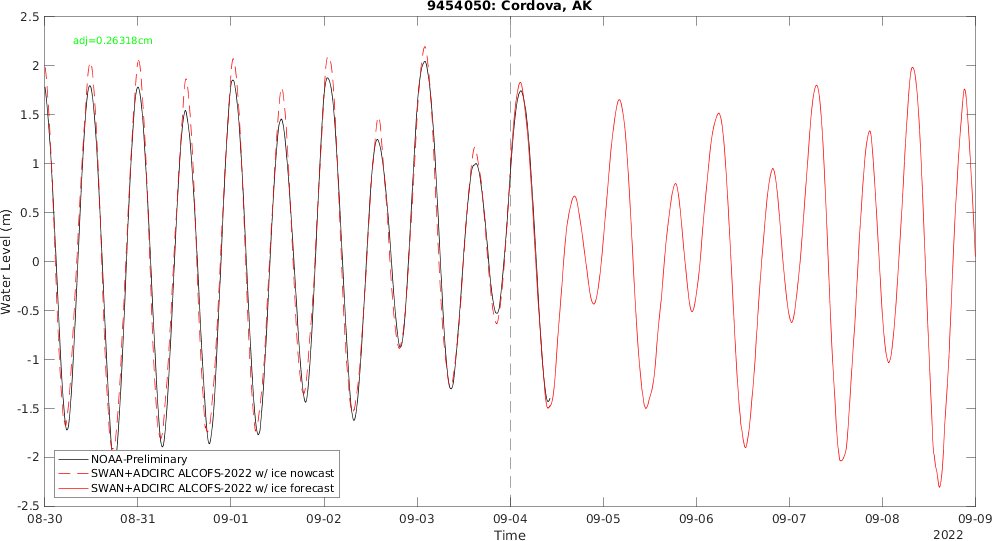 9454050: Cordova, AK
adj=0.26318cm
2.5
2
1.5
1
0.5
0
-0.5
-1
-1.5
-2
-2.5
Water Level (m)
NOAA-Preliminary
SWAN+ADCIRC ALCOFS-2022 w/ ice nowcast
SWAN+ADCIRC ALCOFS-2022 w/ ice forecast
08-30 08-31 09-01 09-02 09-03 09-04 09-05 09-06 09-07 09-08 09-09
Time
2022